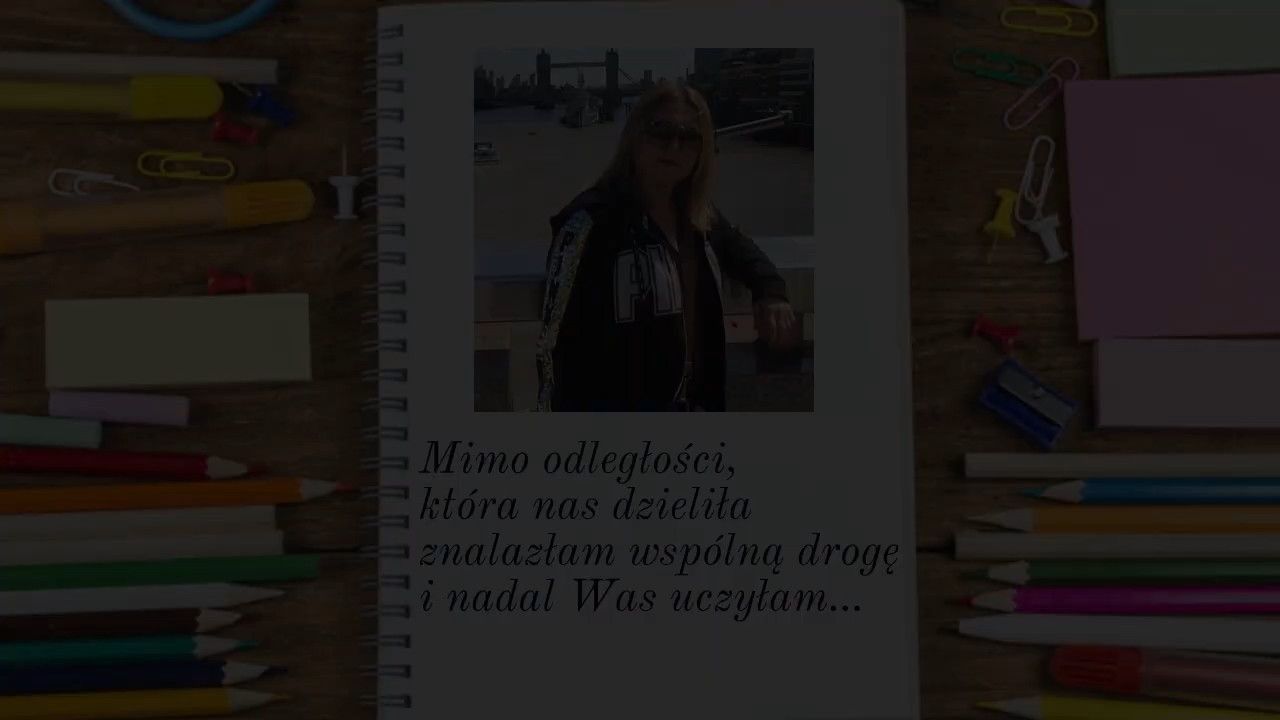 Mimo odległości,
która nas dzieliła
znalazłam wspólną drogę
i nadal Was uczyłam...